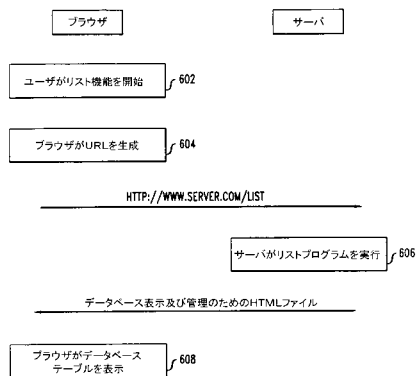 ブラウザ
サーバ
ユーザがリスト機能を開始
602
ブラウザがURLを生成
604
HTTP://WWW.SERVER.COM/LIST
サーバがリストプログラムを実行
606
データベース表示及び管理のためのHTMLファイル
ブラウザがデータベース
テーブルを表示
608